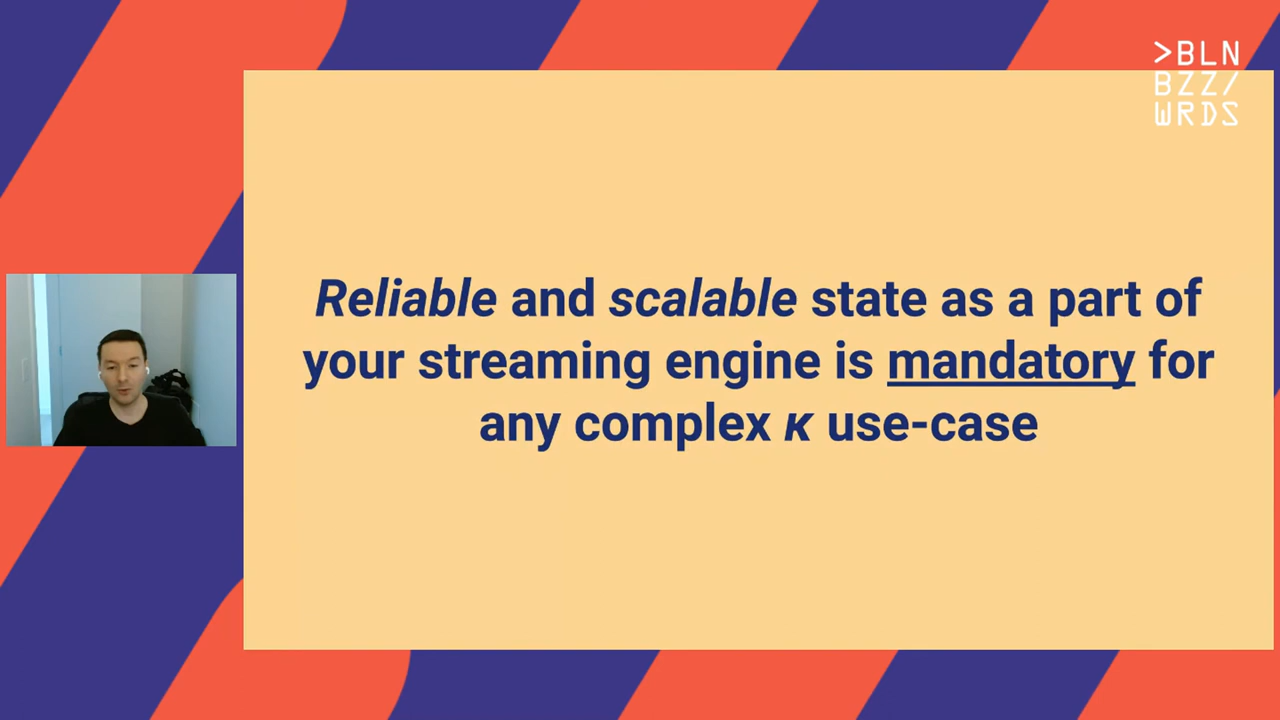 >BLN
BZZ/
WRDS
Reliable and scalable state as a part of
your streaming engine is mandatory for
any complex κ use-case